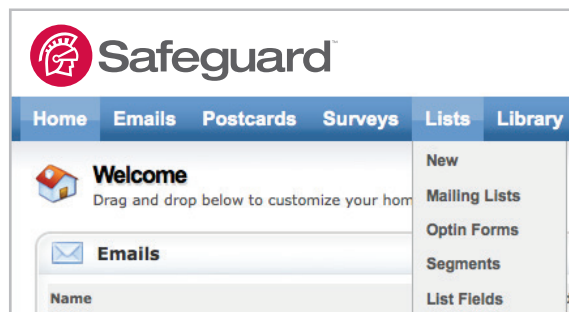 Safeguard
Home Emails Postcards Surveys Lists Library
Welcome
Drag and drop below to customize your hom
Emails
Name
New
Mailing Lists
Optin Forms
Segments
List Fields